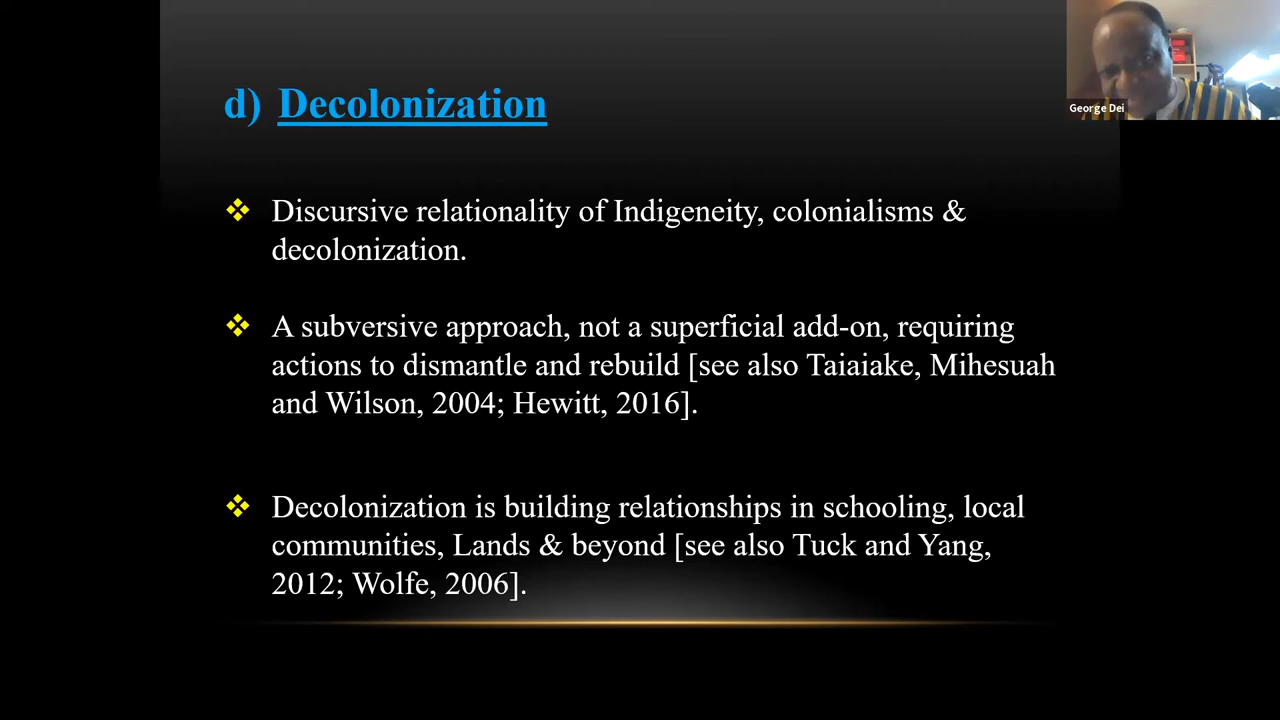 d) Decolonization
George Dei
❖ Discursive relationality of Indigeneity, colonialisms &
decolonization.
❖ A subversive approach, not a superficial add-on, requiring
actions to dismantle and rebuild [see also Taiaiake, Mihesuah
and Wilson, 2004; Hewitt, 2016].
❖ Decolonization is building relationships in schooling, local
communities, Lands & beyond [see also Tuck and Yang,
2012; Wolfe, 2006].